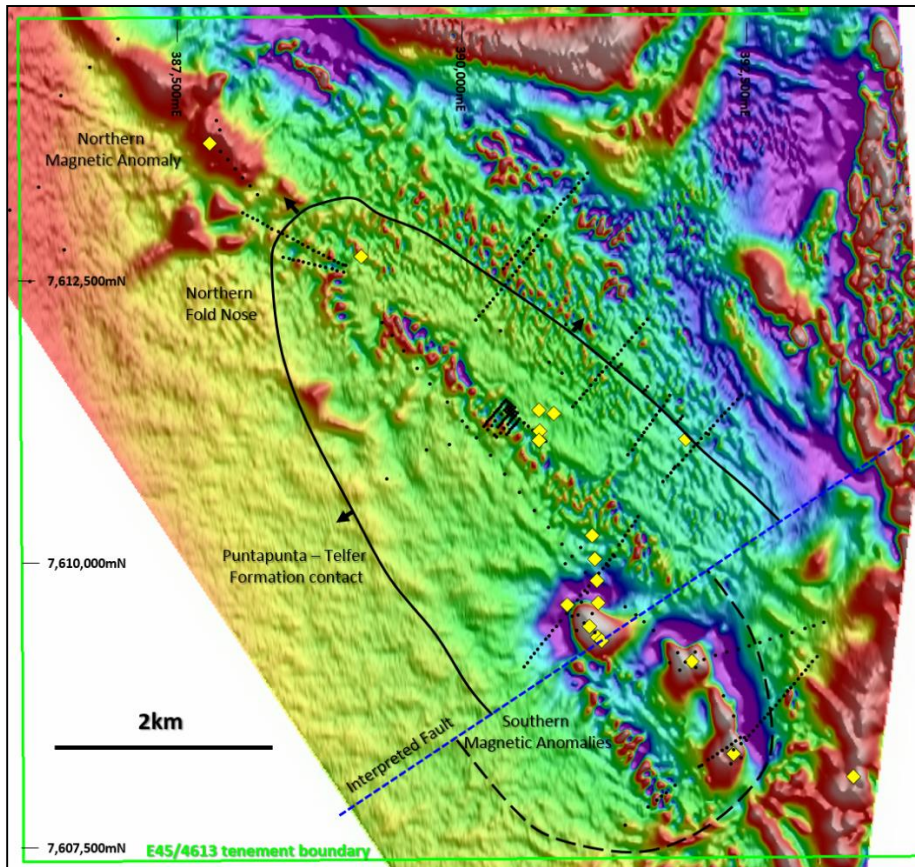 387,500mE
390,000mE
392,500mE
Northern
Magnetic Anomaly
7,612,500mN
Northern
Fold Nose
7,610,000mN
Puntapunta – Telfer
Formation contact
2km
Southern
Magnetic Anomalies
Interpreted Fault
7,607,500mN
E45/4613 tenement boundary